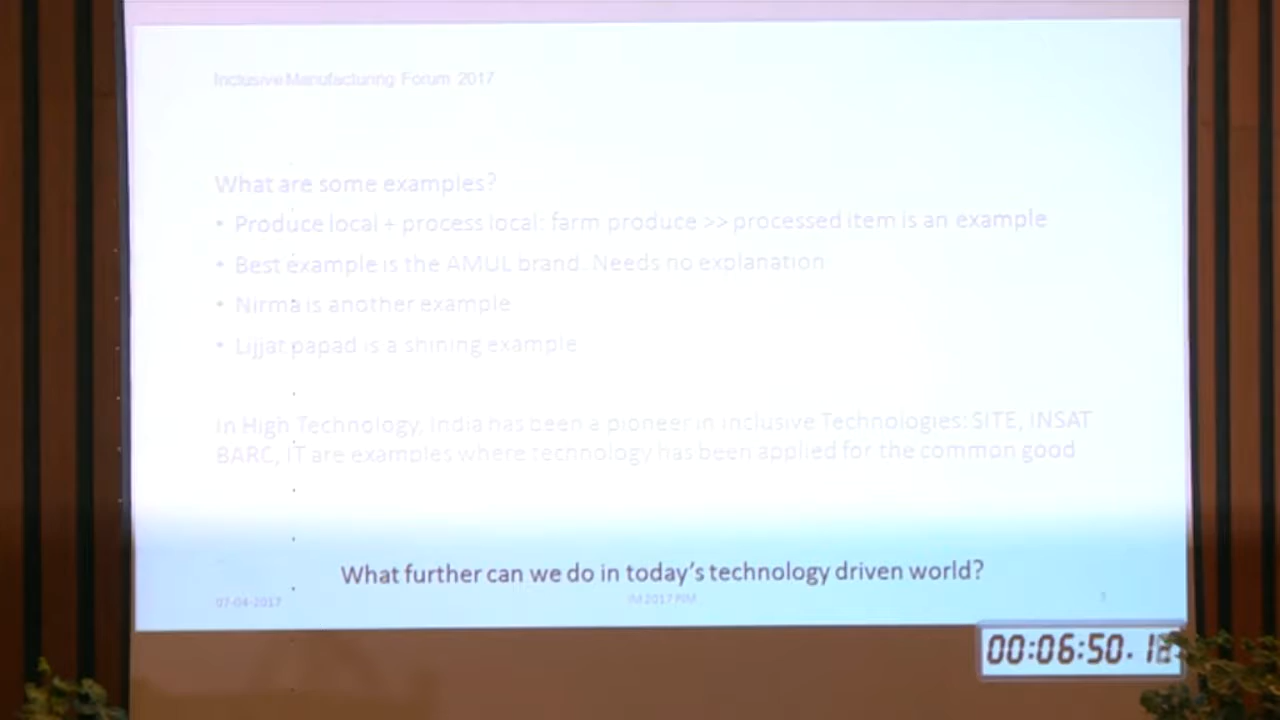 Inclusive Manufacturing Forum 2017
What are some examples?
• Produce local + process local: farm produce >> processed item is an example
• Best example is the AMUL brand. Needs no explanation
• Nirma is another example
• Lijjat papad is a shining example
In High Technology, India has been a pioneer in inclusive Technologies: SITE, INSAT
BARC, IT are examples where technology has been applied for the common good
What further can we do in today's technology driven world?
07-04-2017
IM 2017
00:06:50.